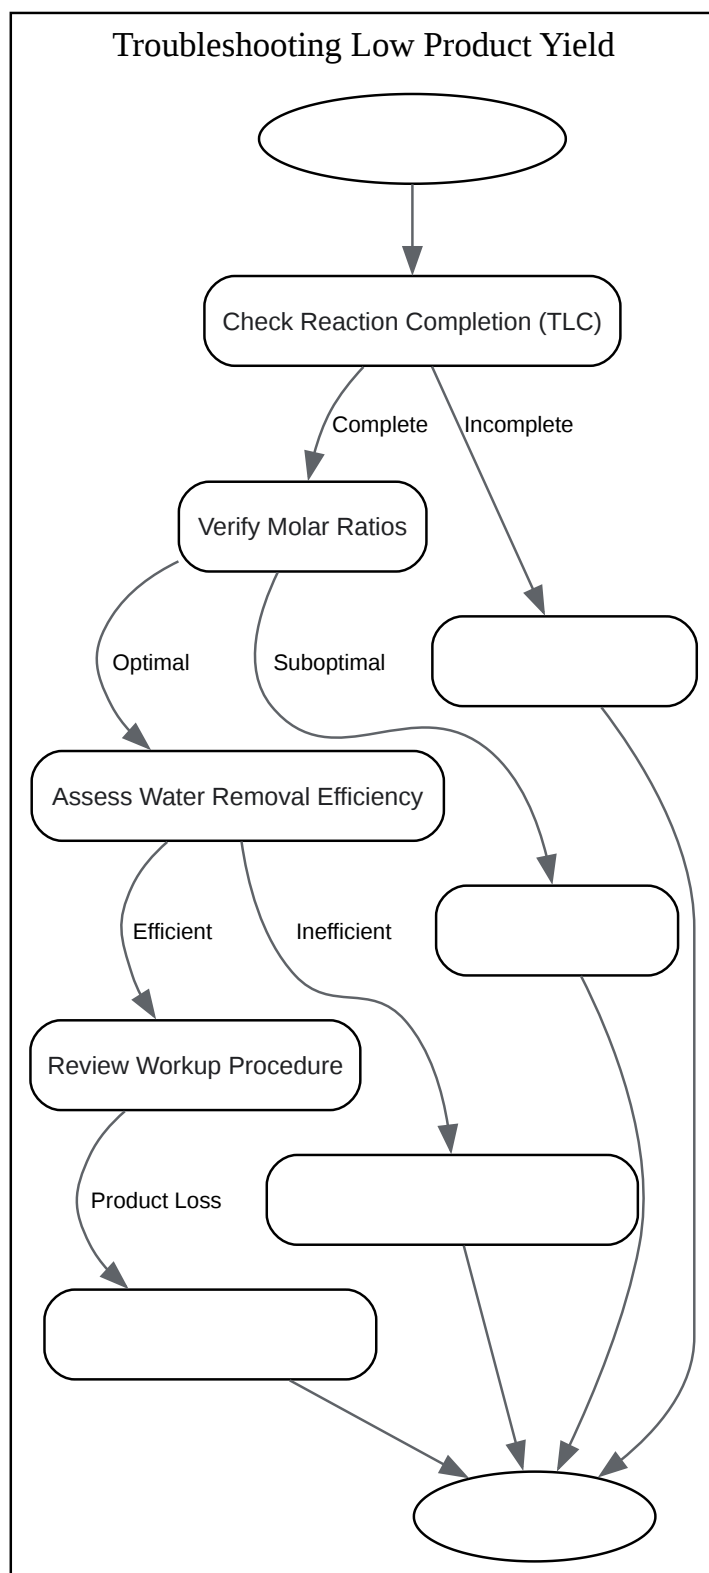 Troubleshooting Low Product Yield
Check Reaction Completion (TLC)
Complete
Incomplete
Verify Molar Ratios
Optimal
Suboptimal
Assess Water Removal Efficiency
Efficient
Inefficient
Review Workup Procedure
Product Loss